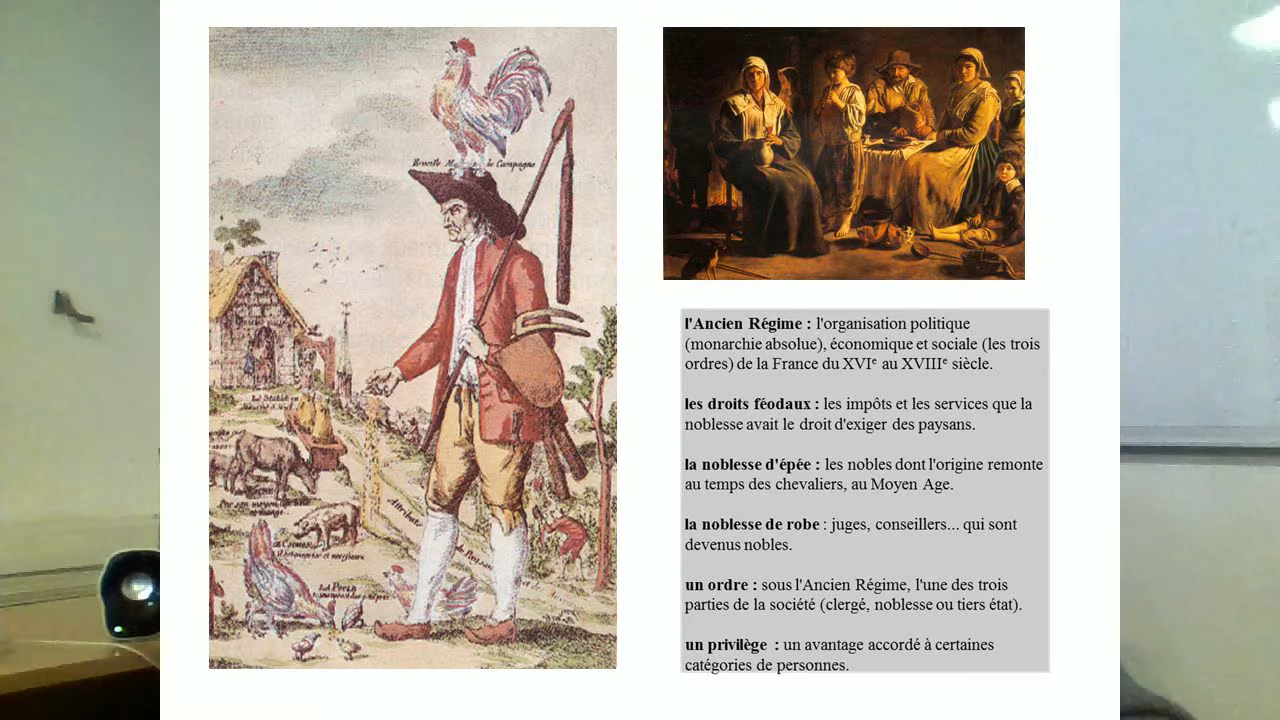 de Campagne
l'Ancien Régime : l'organisation politique
(monarchie absolue), économique et sociale (les trois
ordres) de la France du XVIᵉ au XVIIIᵉ siècle.
les droits féodaux : les impôts et les services que la
noblesse avait le droit d'exiger des paysans.
la noblesse d'épée : les nobles dont l'origine remonte
au temps des chevaliers, au Moyen Age.
la noblesse de robe : juges, conseillers... qui sont
devenus nobles.
un ordre : sous l'Ancien Régime, l'une des trois
parties de la société (clergé, noblesse ou tiers état).
un privilège : un avantage accordé à certaines
catégories de personnes.